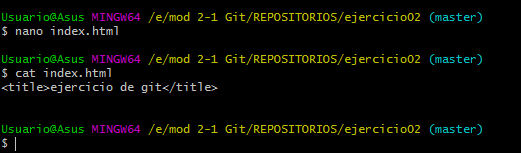 Usuario@Asus MINGW64 /e/mod 2-1 Git/REPOSITORIOS/ejercicio02 (master)
$ nano index.html
Usuario@Asus MINGW64 /e/mod 2-1 Git/REPOSITORIOS/ejercicio02 (master)
$ cat index.html
<title>ejercicio de git</title>
Usuario@Asus MINGW64 /e/mod 2-1 Git/REPOSITORIOS/ejercicio02 (master)
$